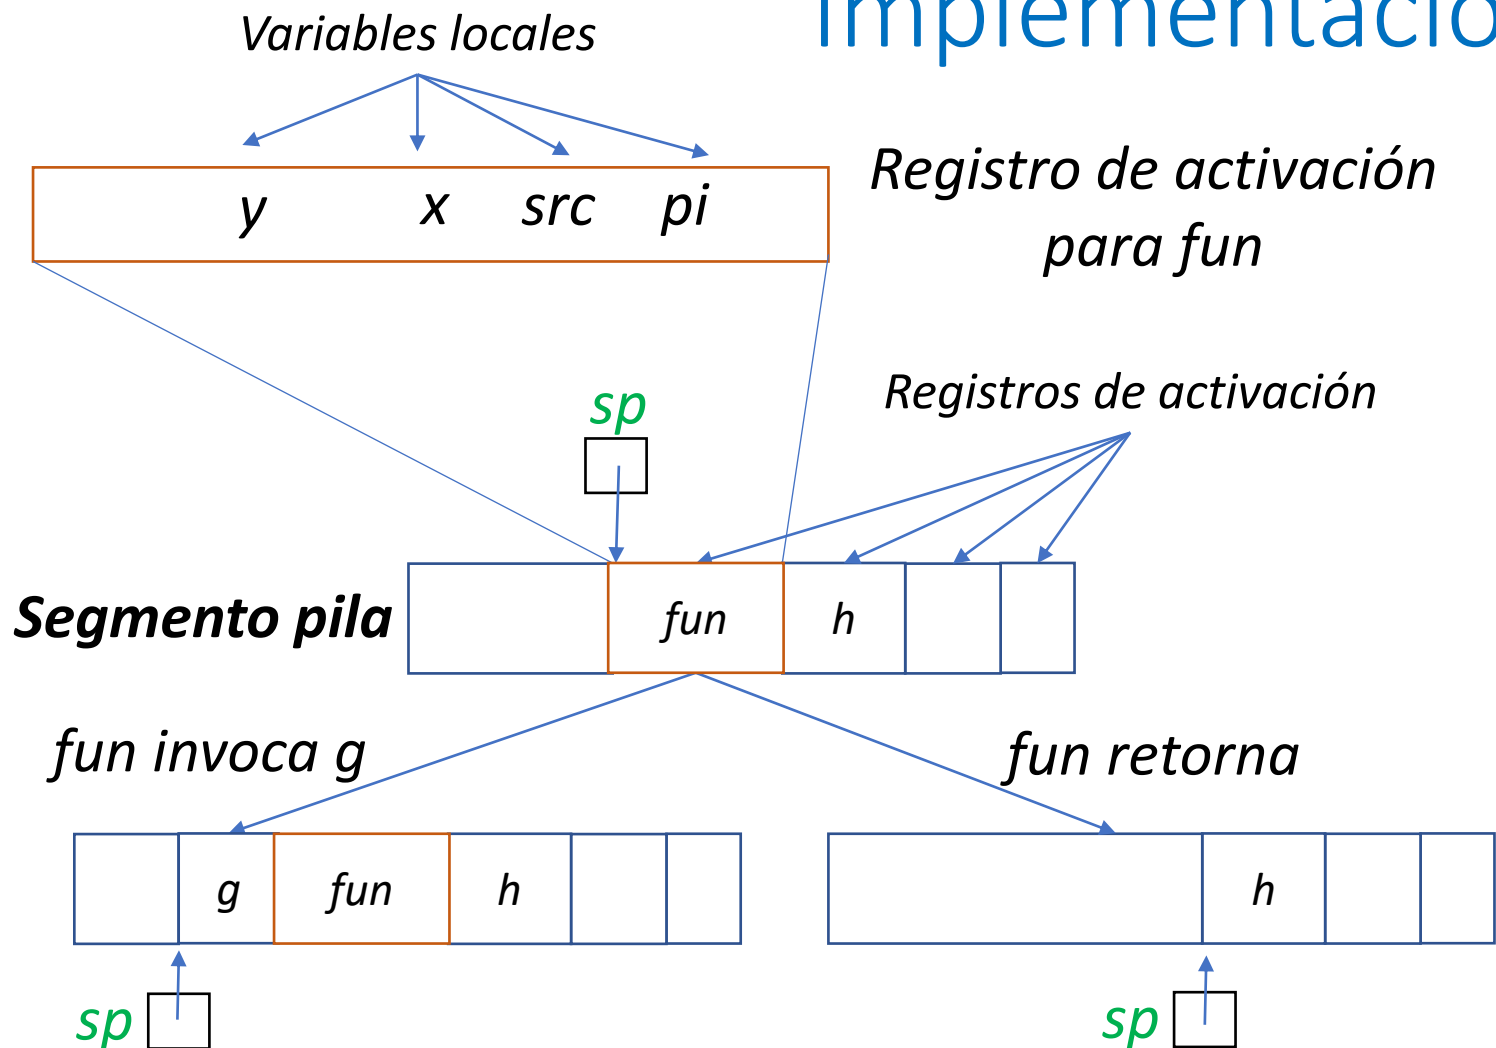 Implementació
Variables locales
y x src pi
Registro de activación
para fun
Registros de activación
sp
Segmento pila
fun h
fun invoca g
fun retorna
g fun h
h
sp
sp